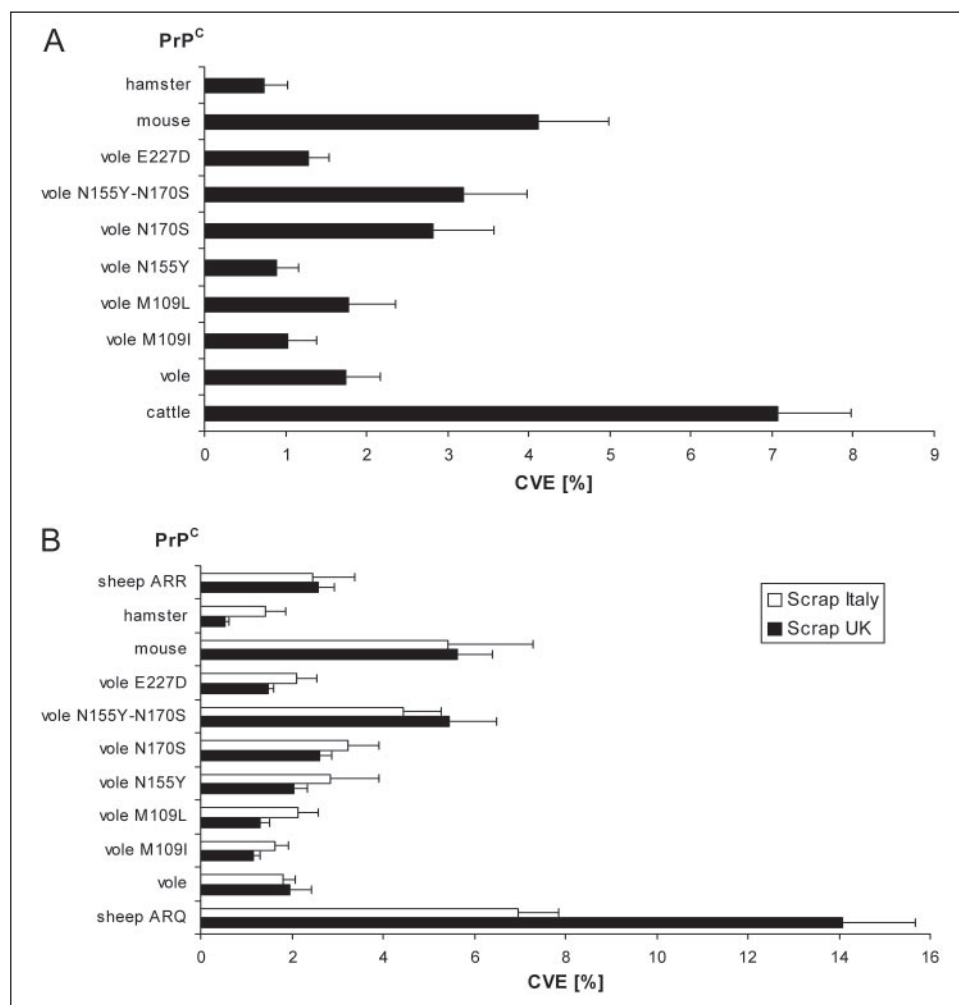 A
PrP^C
hamster
mouse
vole E227D
vole N155Y-N170S
vole N170S
vole N155Y
vole M109L
vole M109I
vole
cattle
0 1 2 3 4 5 6 7 8 9
CVE [%]
B
PrP^C
sheep ARR
hamster
mouse
vole E227D
vole N155Y-N170S
vole N170S
vole N155Y
vole M109L
vole M109I
vole
sheep ARQ
Scrap Italy
Scrap UK
0 2 4 6 8 10 12 14 16
CVE [%]